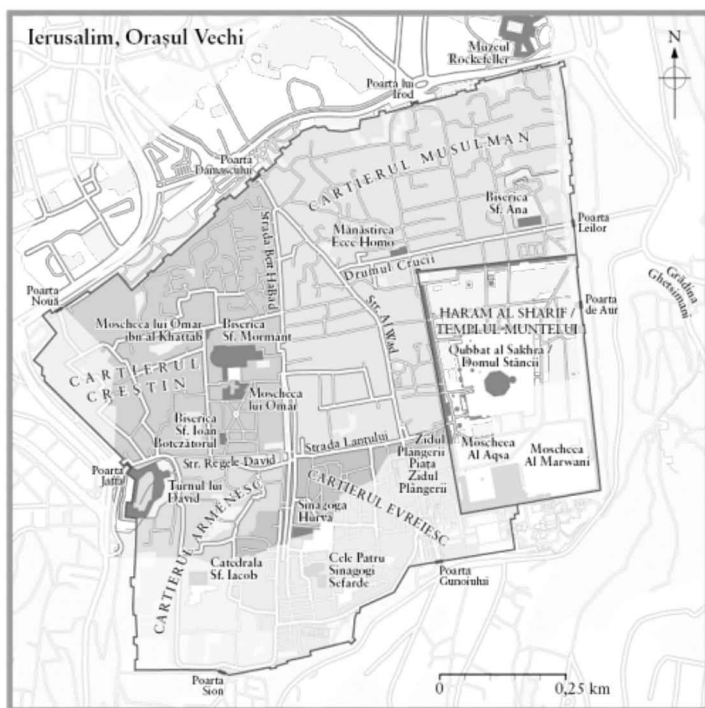 Ierusalim, Orașul Vechi
N
Muzeul
Rockefeller
Poarta lui
Irod
Poarta
Damascului
CARTIERUL MUSULMAN
Biserica
Sf. Ana
Mănăstirea
Ecce Homo
Poarta
Leilor
Strada Beit HaBad
Drumul Crucii
Grădina
Ghetsimani
Poarta
Nouă
Str. Al Wad
Poarta
de Aur
HARAM AL SHARIF /
TEMPLUL MUNTELUI
Moscheea lui Omar
ibn al Khattab
Biserica
Sf. Mormânt
Qubbat al Sakhra /
Domul Stâncii
CARTIERUL
CREȘTIN
Moscheea
lui Omar
Biserica
Sf. Ioan
Botezătorul
Strada Lanțului
Zidul
Plângerii
Piața
Zidul
Plângerii
Moscheea
Al Aqsa
Moscheea
Al Marwani
Str. Regele David
Poarta
Jaffa
Turnul lui
David
CARTIERUL EVREIESC
CARTIERUL ARMENESC
Sinagoga
Hurva
Catedrala
Sf. Iacob
Cele Patru
Sinagogi
Sefarde
Poarta
Gunoiului
Poarta
Sion
0 0,25 km